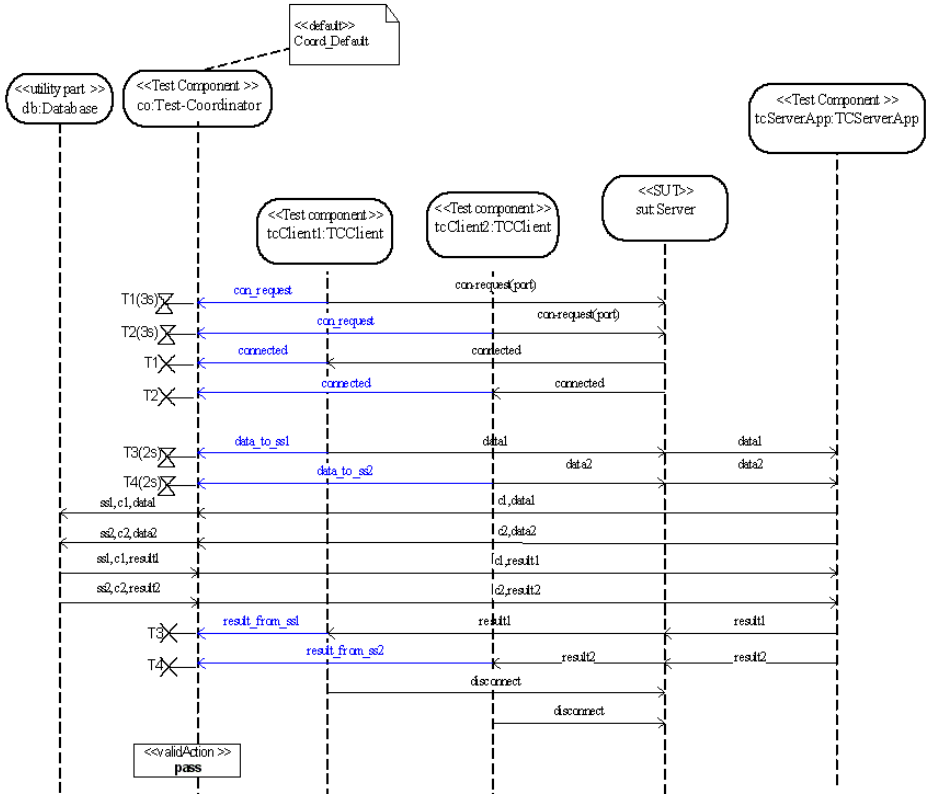 <<default>>
Coord_Default
<<utility part >>
db:Database
<<Test Component >>
co:Test-Coordinator
<<Test Component >>
tcServerApp:TCServerApp
<<SUT>>
sut:Server
<<Test component>>
tcClient1:TCClient
<<Test component>>
tcClient2:TCClient
T1(3s)
con_request
con-request(port)
T2(3s)
con_request
con-request(port)
T1
connected
connected
T2
connected
connected
T3(2s)
data_to_ss1
data1
data1
T4(2s)
data_to_ss2
data2
data2
ss1,c1,data1
c1,data1
ss2,c2,data2
c2,data2
ss1,c1,result1
c1,result1
ss2,c2,result2
c2,result2
T3
result_from_ss1
result1
result1
T4
result_from_ss2
result2
result2
disconnect
disconnect
<<validAction >>
pass